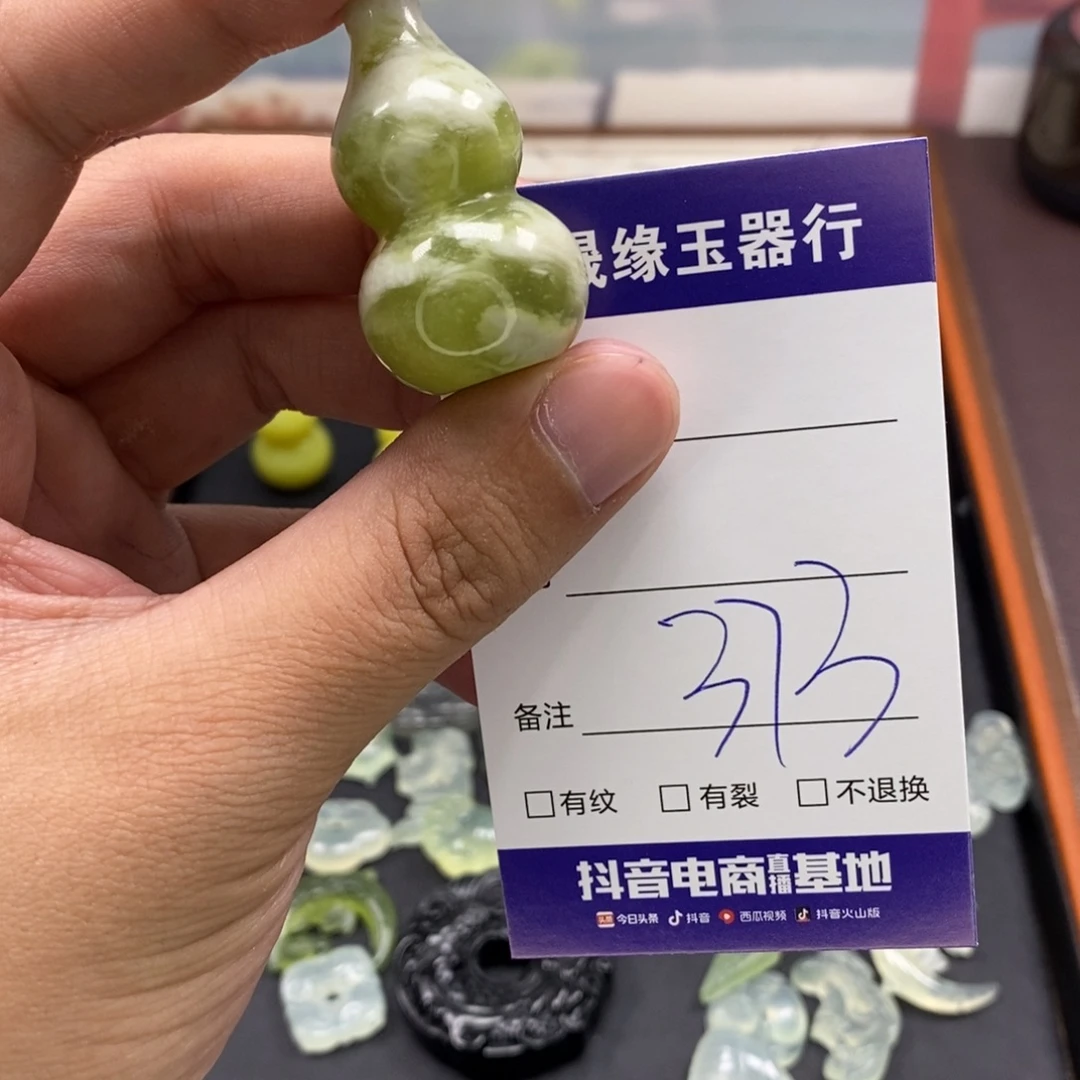 晟缘玉器行
373
备注
有纹 有裂 不退换
抖音电商直播基地
今日头条 抖音 西瓜视频 抖音火山版